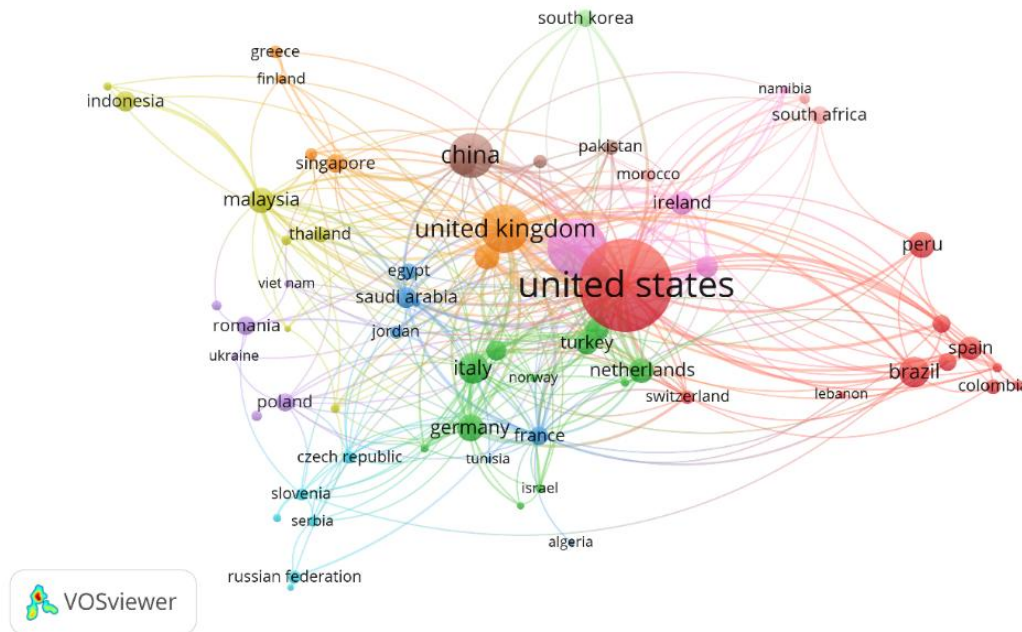 south korea
greece
finland
indonesia
namibia
south africa
china
pakistan
singapore
morocco
malaysia
ireland
united kingdom
thailand
peru
egypt
viet nam
united states
saudi arabia
romania
jordan
turkey
spain
ukraine
italy
norway
netherlands
brazil
colombia
switzerland
lebanon
poland
germany
france
czech republic
tunisia
slovenia
israel
serbia
algeria
russian federation
VOSviewer